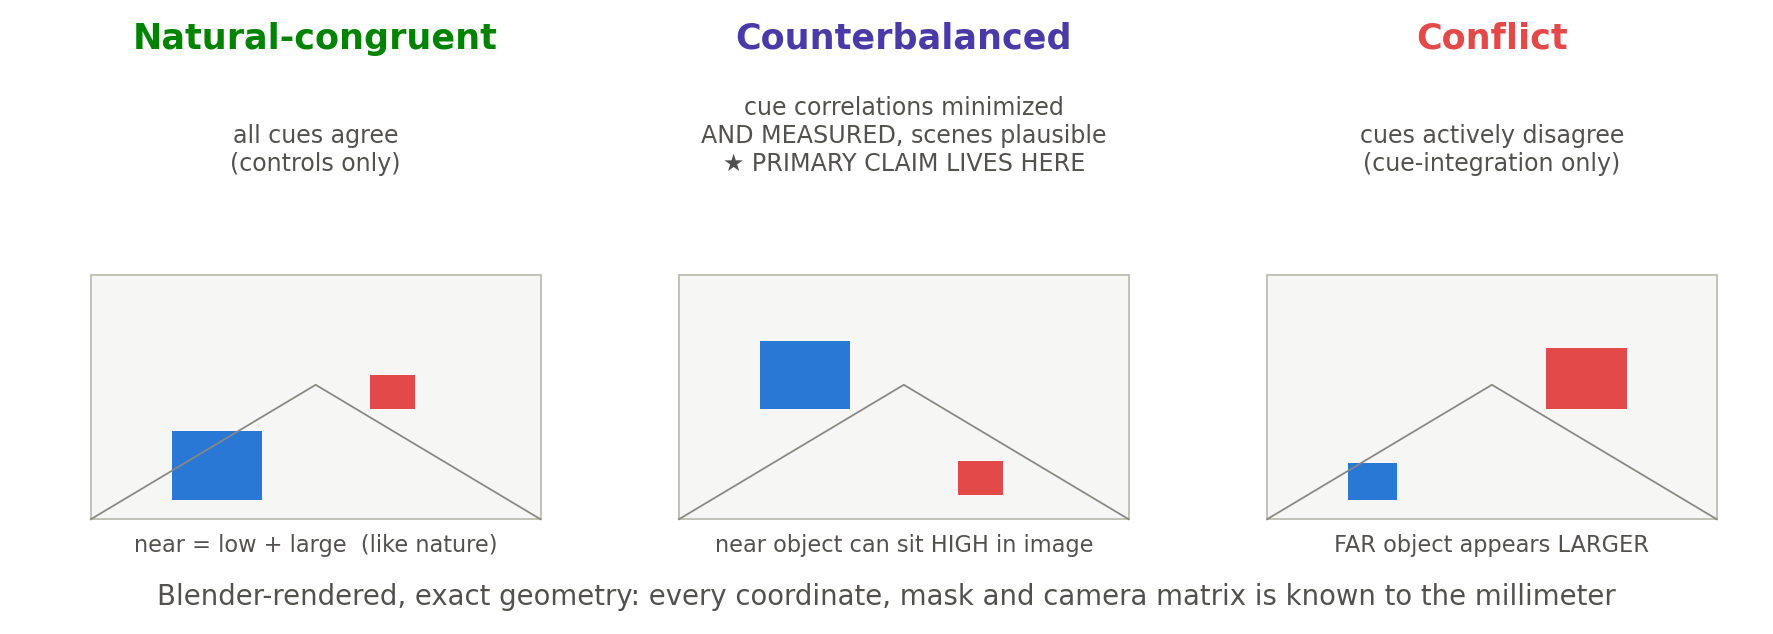 Natural-congruent
all cues agree
(controls only)
near = low + large  (like nature)
Counterbalanced
cue correlations minimized
AND MEASURED, scenes plausible
★ PRIMARY CLAIM LIVES HERE
near object can sit HIGH in image
Conflict
cues actively disagree
(cue-integration only)
FAR object appears LARGER
Blender-rendered, exact geometry: every coordinate, mask and camera matrix is known to the millimeter